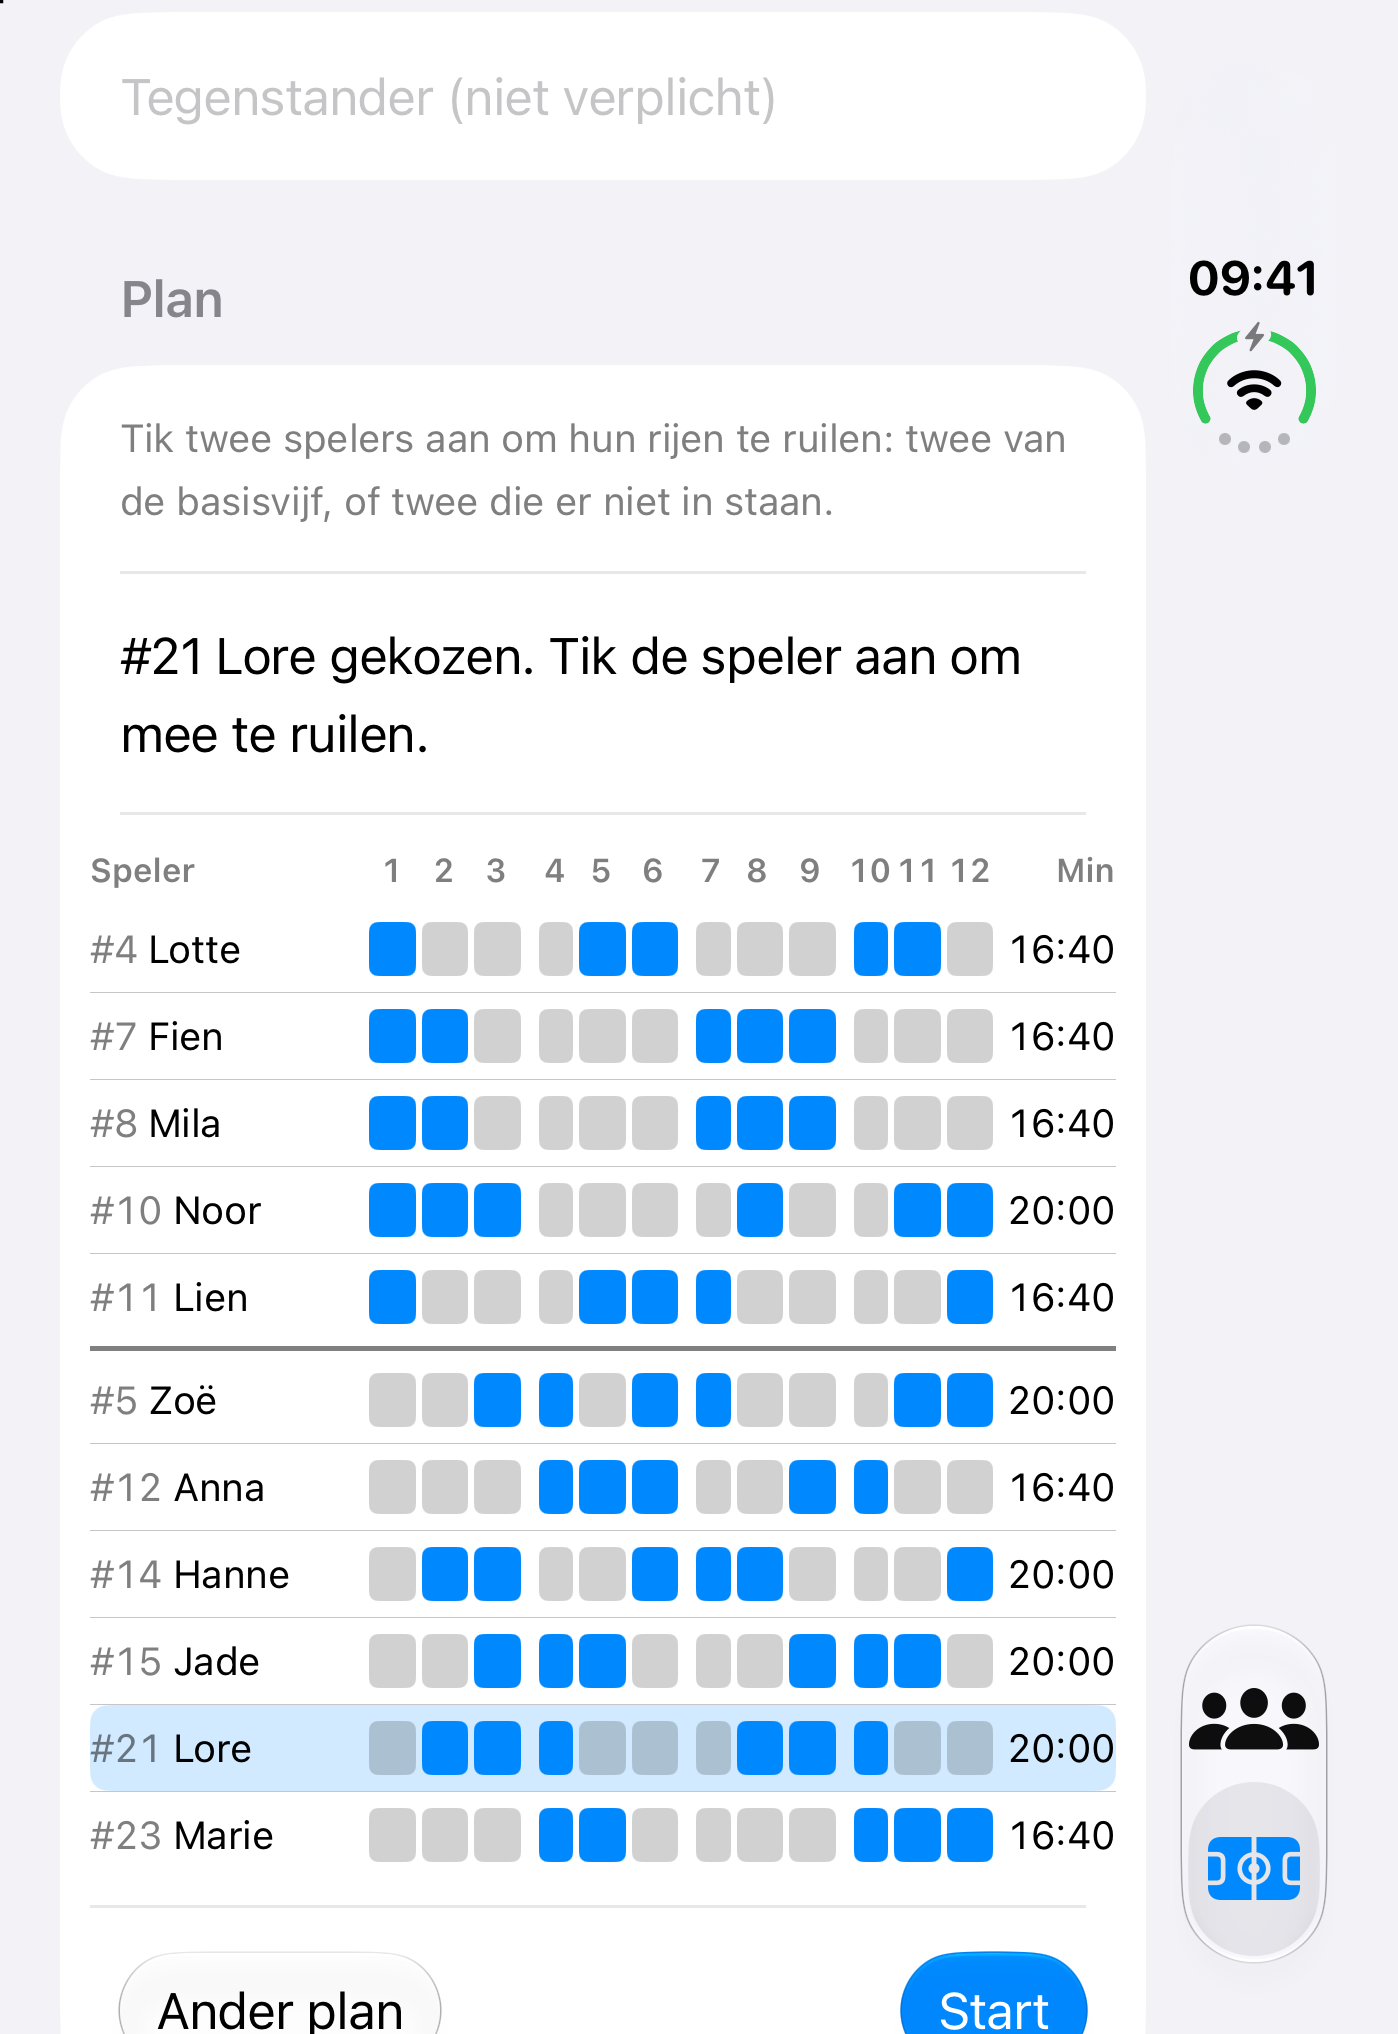 Tegenstander (niet verplicht)
09:41
Plan
Tik twee spelers aan om hun rijen te ruilen: twee van
de basisvijf, of twee die er niet in staan.
#21 Lore gekozen. Tik de speler aan om
mee te ruilen.
Speler 1 2 3 4 5 6 7 8 9 10 11 12 Min
#4 Lotte 16:40
#7 Fien 16:40
#8 Mila 16:40
#10 Noor 20:00
#11 Lien 16:40
#5 Zoë 20:00
#12 Anna 16:40
#14 Hanne 20:00
#15 Jade 20:00
#21 Lore 20:00
#23 Marie 16:40
Ander plan Start